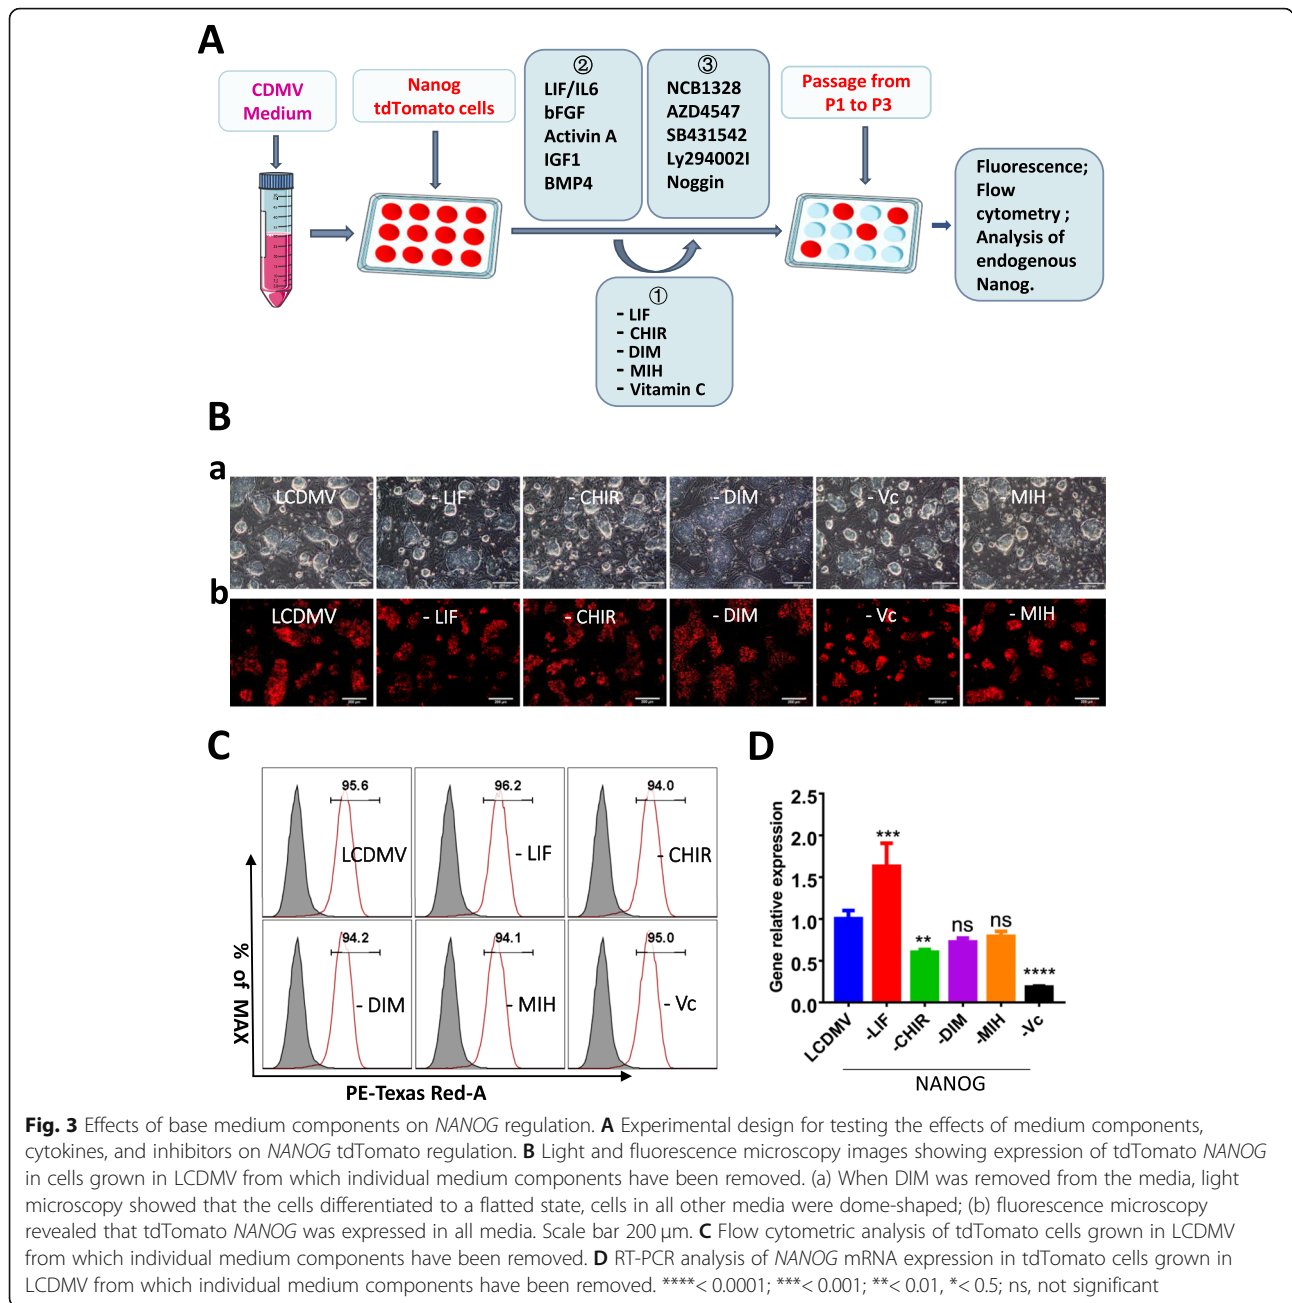 A
CDMV
Medium
Nanog
tdTomato cells
②
LIF/IL6
bFGF
Activin A
IGF1
BMP4
③
NCB1328
AZD4547
SB431542
Ly294002I
Noggin
Passage from
P1 to P3
Fluorescence;
Flow
cytometry ;
Analysis of
endogenous
Nanog.
①
- LIF
- CHIR
- DIM
- MIH
- Vitamin C
B
a
LCDMV
- LIF
- CHIR
- DIM
- Vc
- MIH
b
LCDMV
- LIF
- CHIR
- DIM
- Vc
- MIH
200 μm
200 μm
200 μm
200 μm
200 μm
200 μm
C
95.6
LCDMV
96.2
- LIF
94.0
- CHIR
94.2
- DIM
94.1
- MIH
95.0
- Vc
% of MAX
PE-Texas Red-A
D
Gene relative expression
2.5
2.0
1.5
1.0
0.5
0.0
***
**
ns
ns
****
LCDMV
-LIF
-CHIR
-DIM
-MIH
-Vc
NANOG
Fig. 3 Effects of base medium components on NANOG regulation. A Experimental design for testing the effects of medium components,
cytokines, and inhibitors on NANOG tdTomato regulation. B Light and fluorescence microscopy images showing expression of tdTomato NANOG
in cells grown in LCDMV from which individual medium components have been removed. (a) When DIM was removed from the media, light
microscopy showed that the cells differentiated to a flatted state, cells in all other media were dome-shaped; (b) fluorescence microscopy
revealed that tdTomato NANOG was expressed in all media. Scale bar 200 μm. C Flow cytometric analysis of tdTomato cells grown in LCDMV
from which individual medium components have been removed. D RT-PCR analysis of NANOG mRNA expression in tdTomato cells grown in
LCDMV from which individual medium components have been removed. ****< 0.0001; ***< 0.001; **< 0.01, *< 0.5; ns, not significant